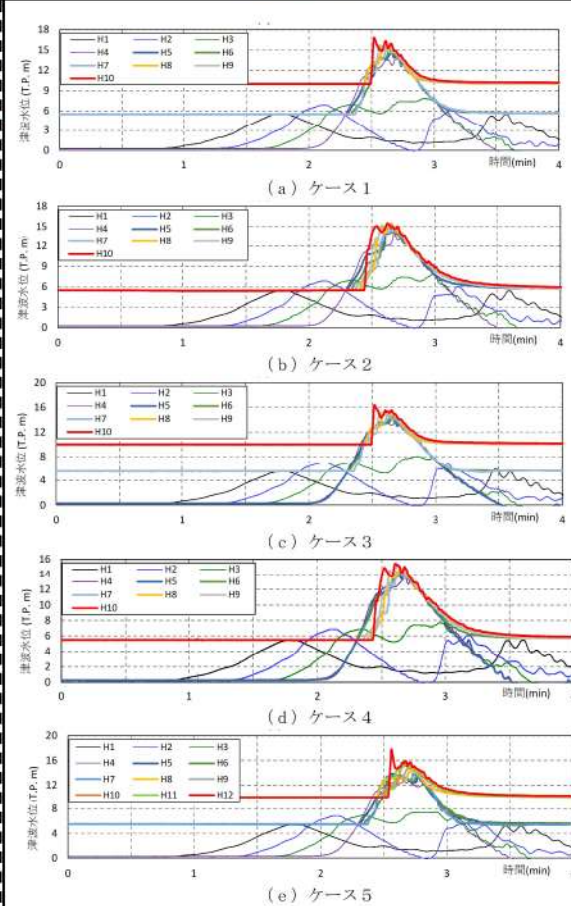 18
15
12
9
6
3
0
津波水位 (T.P. m)
H1 H2 H3
H4 H5 H6
H7 H8 H9
H10
0 1 2 3 4
時間(min)
(a) ケース1
18
15
12
9
6
3
0
津波水位 (T.P. m)
H1 H2 H3
H4 H5 H6
H7 H8 H9
H10
0 1 2 3 4
時間(min)
(b) ケース2
20
16
12
8
4
0
津波水位 (T.P. m)
H1 H2 H3
H4 H5 H6
H7 H8 H9
H10
0 1 2 3 4
時間(min)
(c) ケース3
16
14
12
10
8
6
4
2
0
津波水位 (T.P. m)
H1 H2 H3
H4 H5 H6
H7 H8 H9
H10
0 1 2 3 4
時間(min)
(d) ケース4
20
16
12
8
4
0
津波水位(T.P. m)
H1 H2 H3
H4 H5 H6
H7 H8 H9
H10 H11 H12
0 1 2 3 4
時間(min)
(e) ケース5